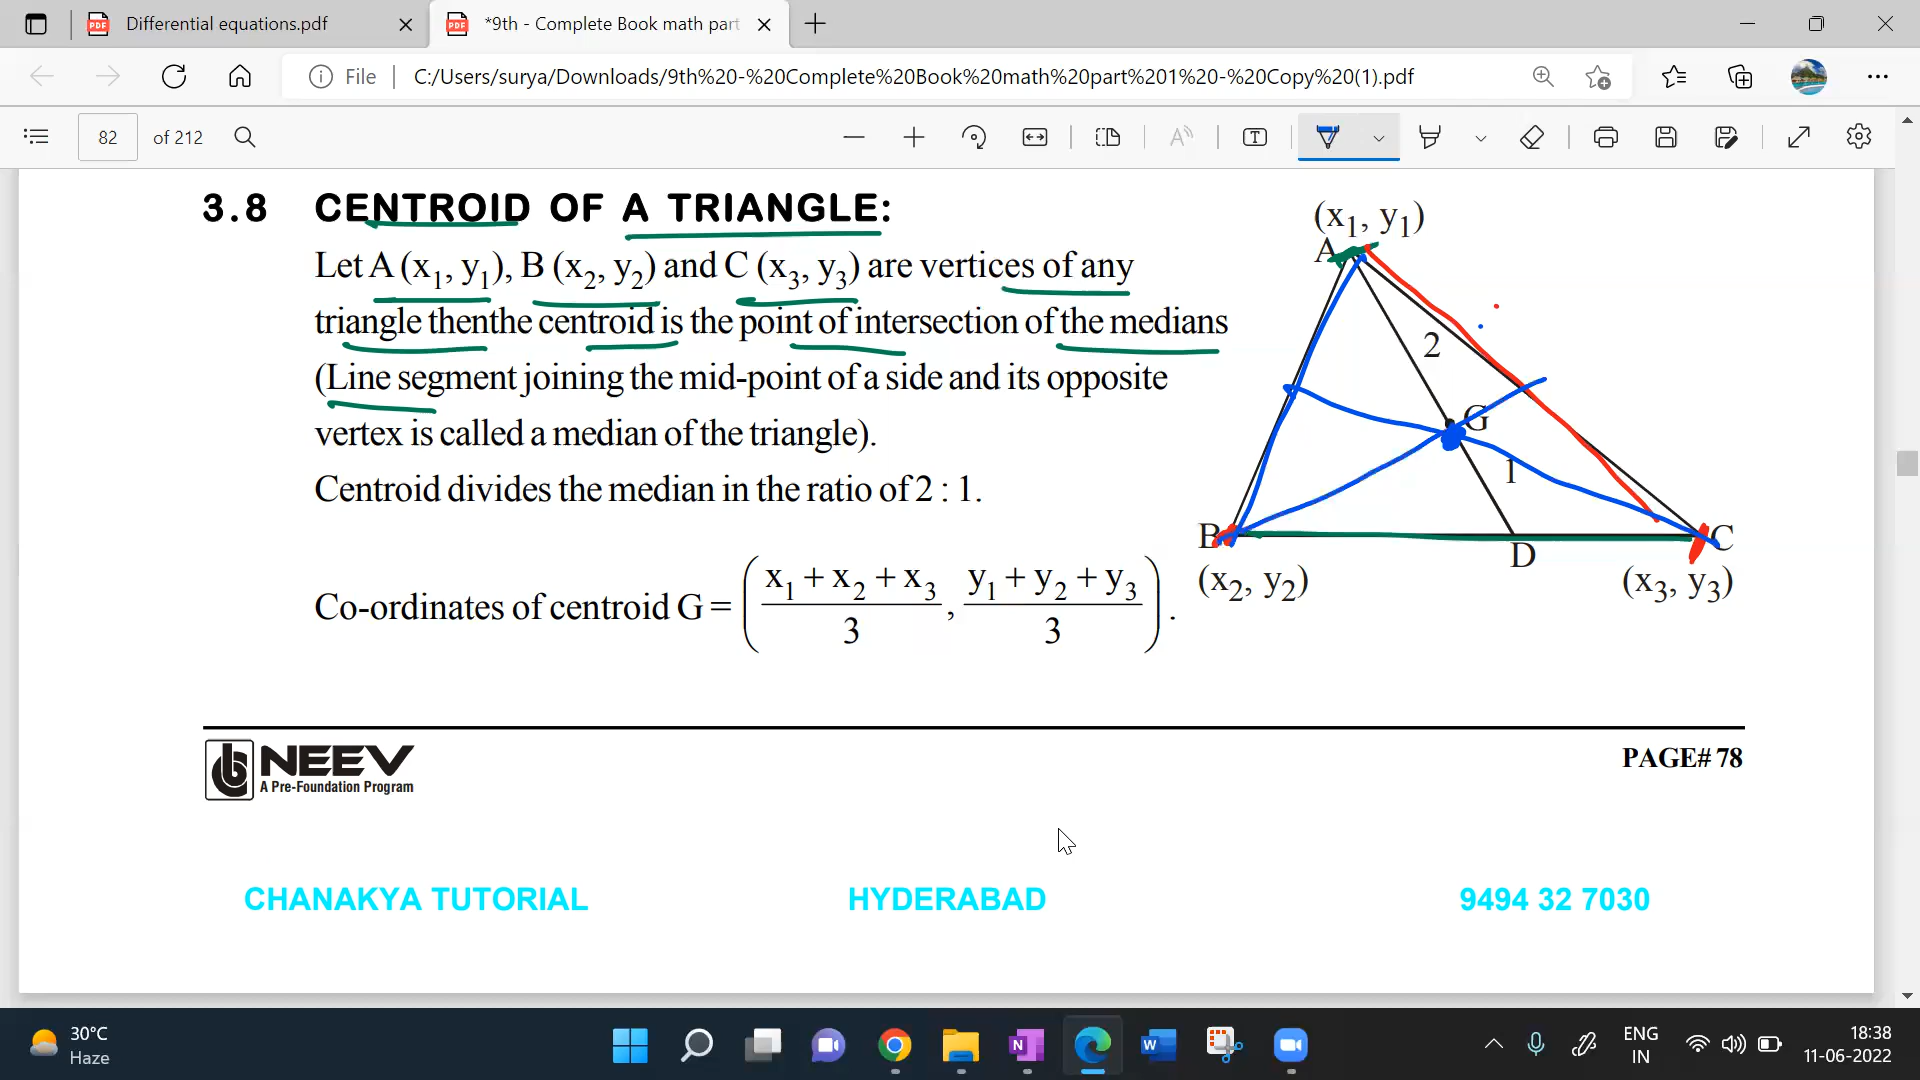 Differential equations.pdf
*9th - Complete Book math part
File
C:/Users/surya/Downloads/9th%20-%20Complete%20Book%20math%20part%201%20-%20Copy%20(1).pdf
82 of 212
3.8 CENTROID OF A TRIANGLE:
Let A (x1, y1), B (x2, y2) and C (x3, y3) are vertices of any
triangle thenthe centroid is the point of intersection of the medians
(Line segment joining the mid-point of a side and its opposite
vertex is called a median of the triangle).
Centroid divides the median in the ratio of 2 : 1.
Co-ordinates of centroid G = ( x1 + x2 + x3 / 3 , y1 + y2 + y3 / 3 ) .
(x1, y1)
A
2
G
1
B
D
C
(x2, y2)
(x3, y3)
NEEV
A Pre-Foundation Program
PAGE# 78
CHANAKYA TUTORIAL HYDERABAD 9494 32 7030
30°C
Haze
ENG
IN
18:38
11-06-2022